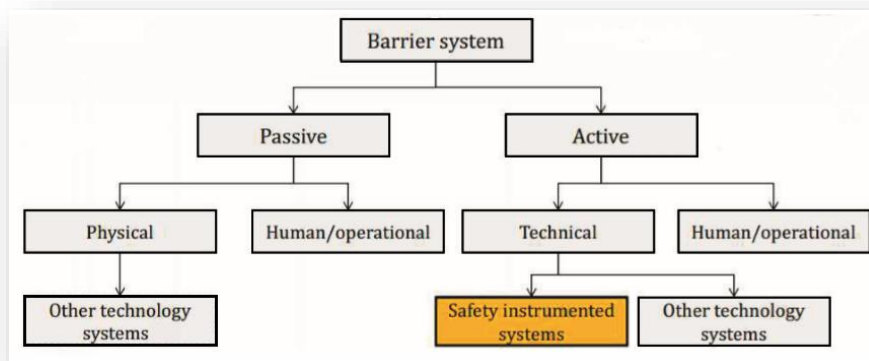 Barrier system
Passive
Active
Physical
Human/operational
Technical
Human/operational
Other technology
systems
Safety instrumented
systems
Other technology
systems